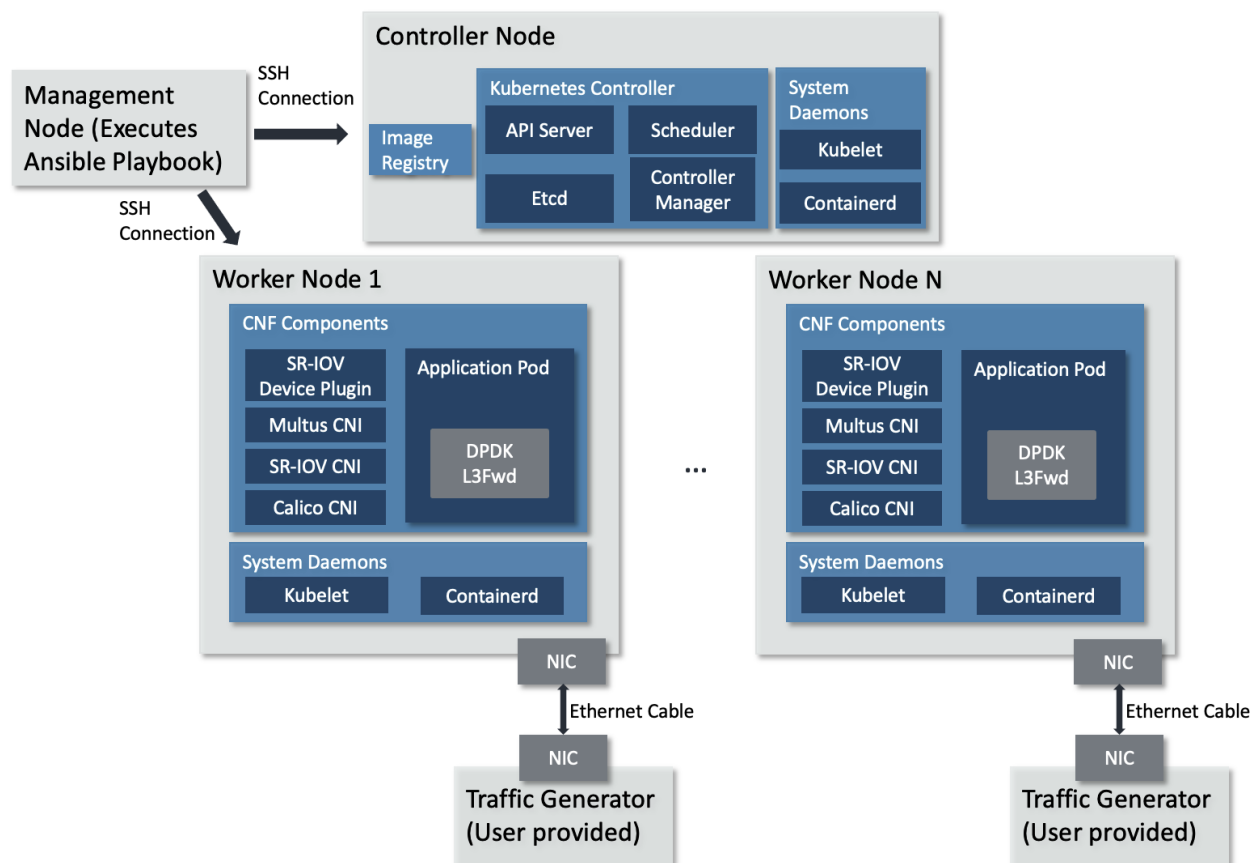 Controller Node
SSH
Connection
Management
Node (Executes
Ansible Playbook)
Image
Registry
Kubernetes Controller
API Server
Scheduler
Etcd
Controller
Manager
System
Daemons
Kubelet
Containerd
SSH
Connection
Worker Node 1
CNF Components
SR-IOV
Device Plugin
Multus CNI
SR-IOV CNI
Calico CNI
Application Pod
DPDK
L3Fwd
System Daemons
Kubelet
Containerd
NIC
Ethernet Cable
NIC
Traffic Generator
(User provided)
...
Worker Node N
CNF Components
SR-IOV
Device Plugin
Multus CNI
SR-IOV CNI
Calico CNI
Application Pod
DPDK
L3Fwd
System Daemons
Kubelet
Containerd
NIC
Ethernet Cable
NIC
Traffic Generator
(User provided)